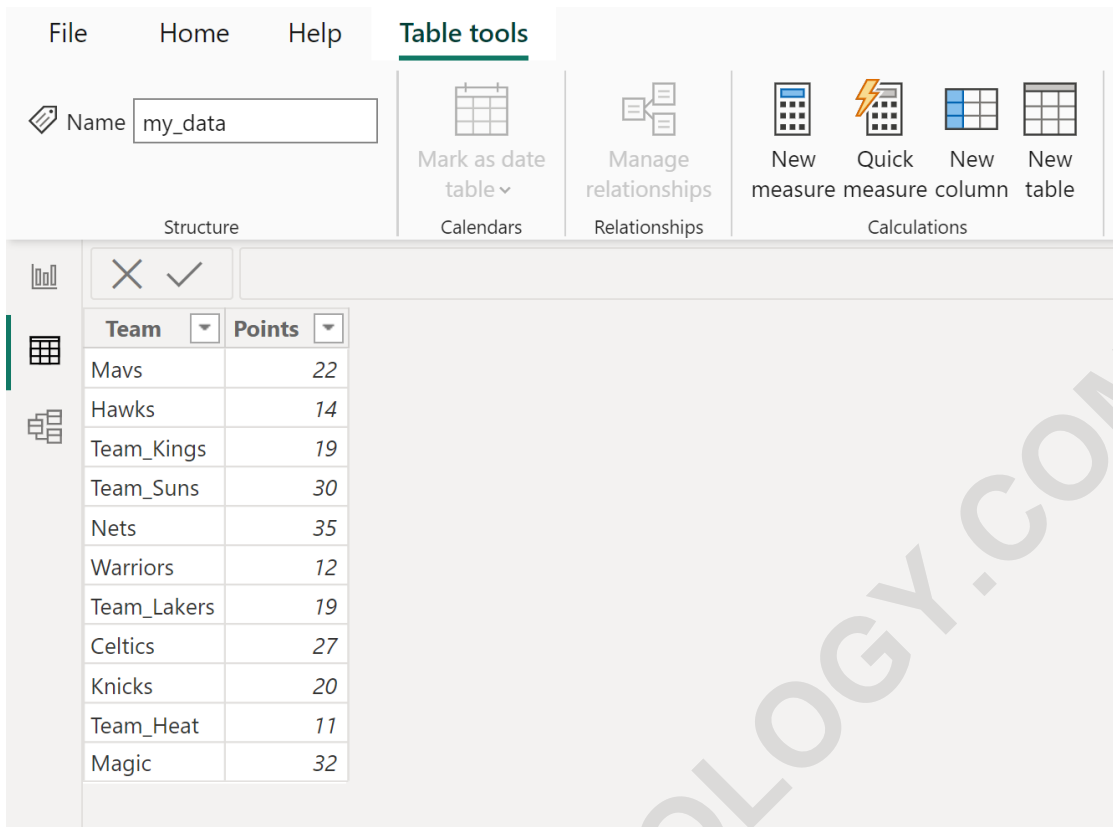 File Home Help Table tools
Name my_data
Mark as date table
Manage relationships
New measure
Quick measure
New column
New table
Structure Calendars Relationships Calculations
Team Points
Mavs 22
Hawks 14
Team_Kings 19
Team_Suns 30
Nets 35
Warriors 12
Team_Lakers 19
Celtics 27
Knicks 20
Team_Heat 11
Magic 32
OLOGY.COM